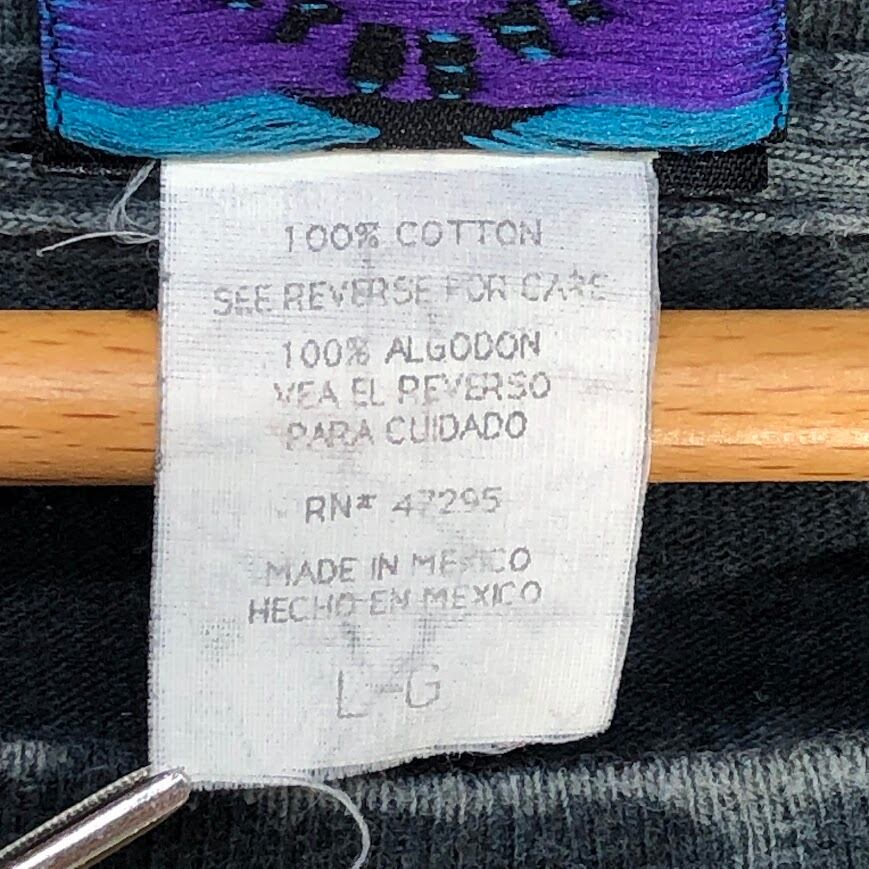 100% COTTON
SEE REVERSE FOR CARE
100% ALGODON
VEA EL REVERSO
PARA CUIDADO
RN# 47295
MADE IN MEXICO
HECHO EN MEXICO
L-G